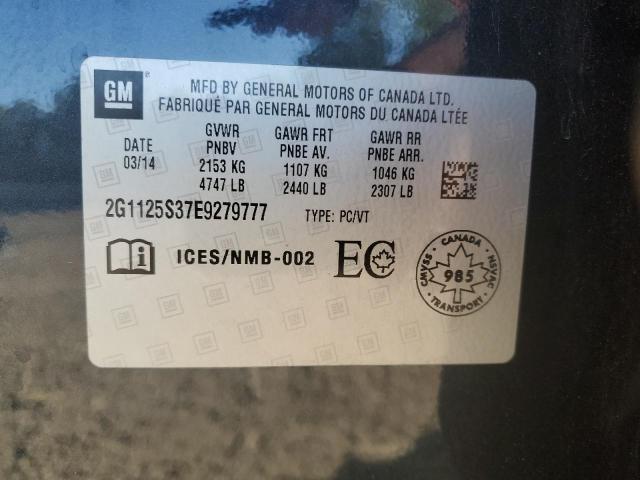 GM
MFD BY GENERAL MOTORS OF CANADA LTD.
FABRIQUÉ PAR GENERAL MOTORS DU CANADA LTÉE
DATE
03/14
GVWR
PNBV
2153 KG
4747 LB
GAWR FRT
PNBE AV.
1107 KG
2440 LB
GAWR RR
PNBE ARR.
1046 KG
2307 LB
2G1125S37E9279777 TYPE: PC/VT
ICES/NMB-002 EC
CANADA
CMVSS 985 NSVAC
TRANSPORT